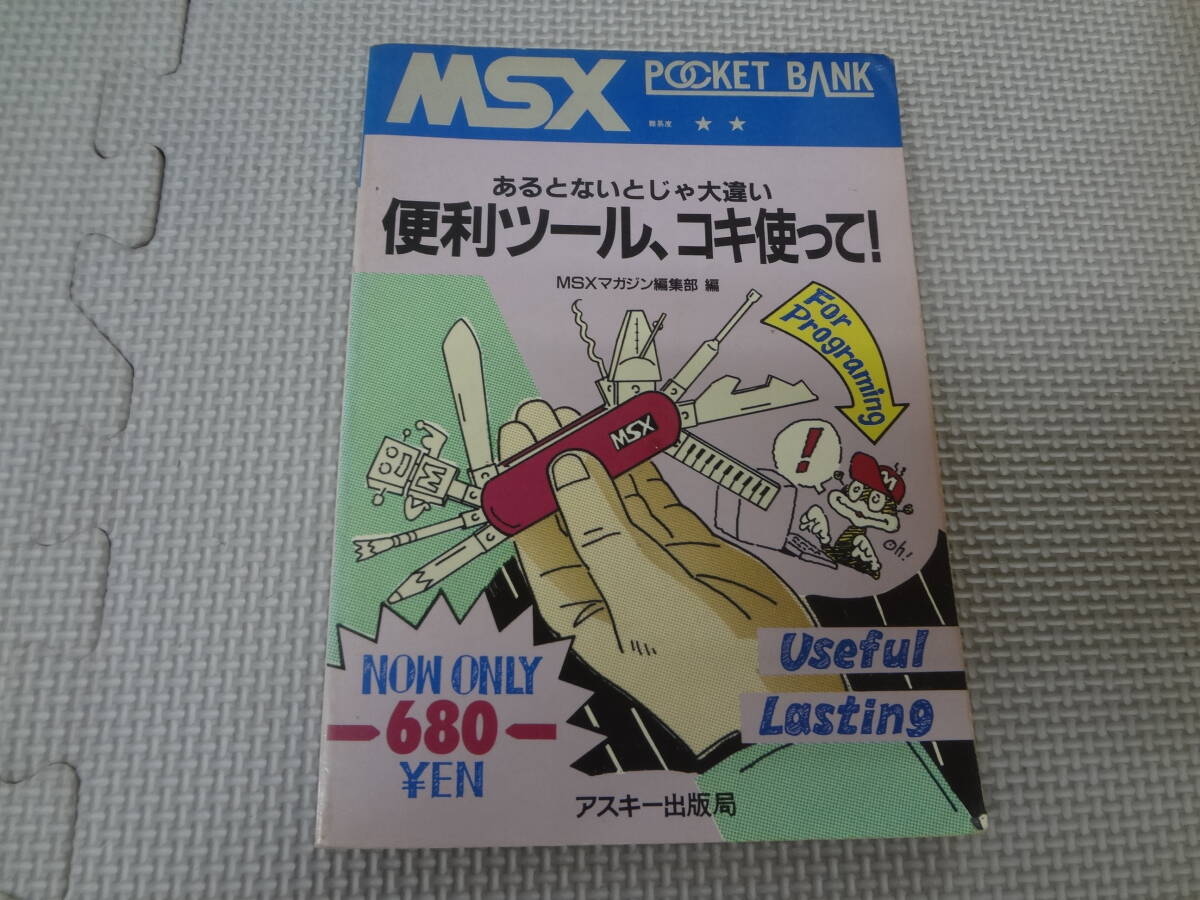 MSX POCKET BANK
難易度 ★ ★
あるとないとじゃ大違い
便利ツール、コキ使って!
MSXマガジン編集部 編
For
Programing
MSX
!
M
oh!
NOW ONLY
680
¥EN
Useful
Lasting
アスキー出版局